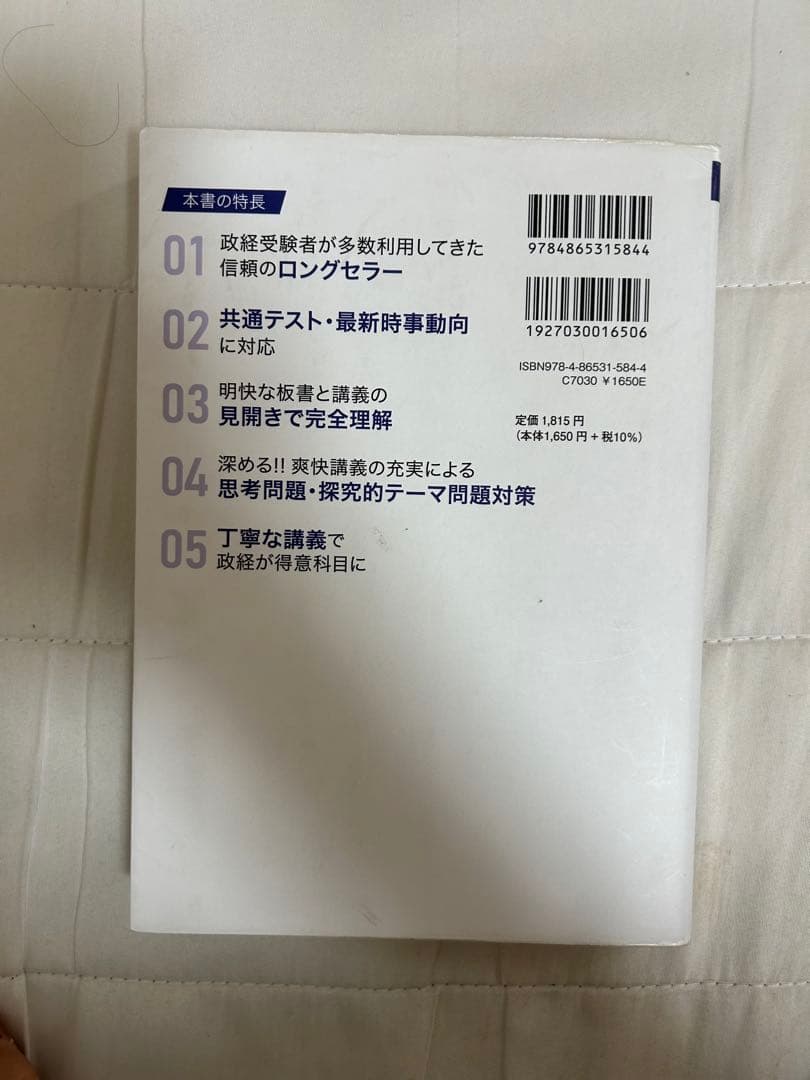 本書の特長
01
政経受験者が多数利用してきた
信頼のロングセラー
02
共通テスト・最新時事動向
に対応
03
明快な板書と講義の
見開きで完全理解
04
深める!! 爽快講義の充実による
思考問題・探究的テーマ問題対策
05
丁寧な講義で
政経が得意科目に
9784865315844
1927030016506
ISBN978-4-86531-584-4
C7030 ¥1650E
定価 1,815 円
(本体1,650 円 + 税10%)